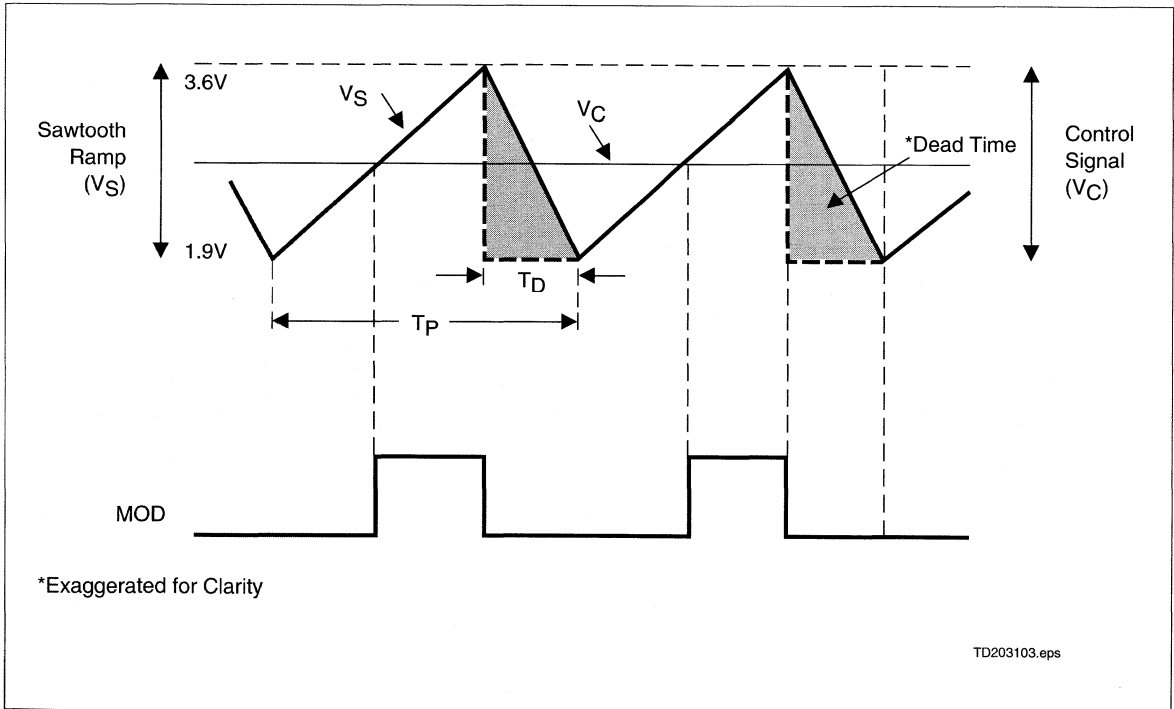 3.6V
VS
VC
*Dead Time
Sawtooth
Ramp
(VS)
Control
Signal
(VC)
1.9V
TD
TP
MOD
*Exaggerated for Clarity
TD203103.eps